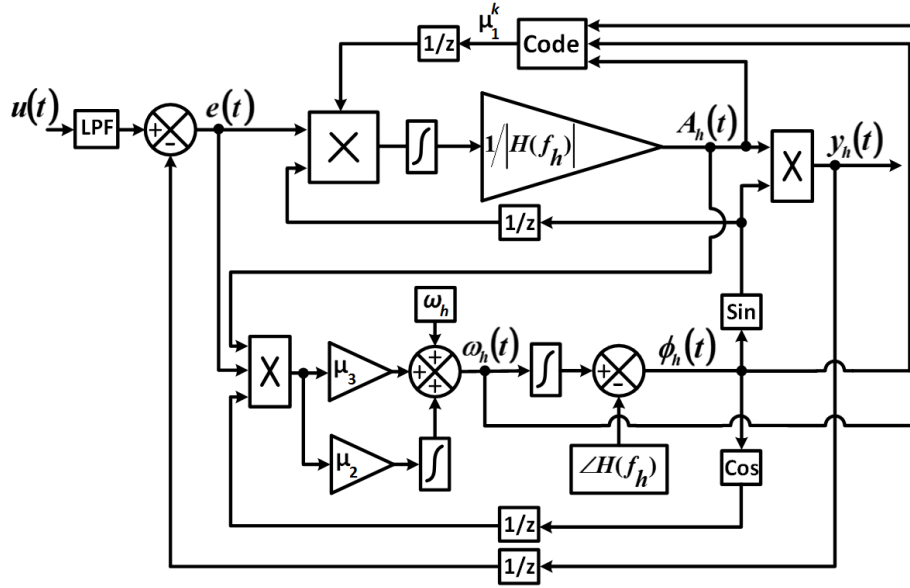 μ₁ᵏ
1/z
Code
u(t)
LPF
+
-
e(t)
×
∫
1/|H(f_h)|
A_h(t)
X
y_h(t)
1/z
ω_h
Sin
X
μ₃
+
+
+
ω_h(t)
∫
+
-
ϕ_h(t)
μ₂
∫
∠H(f_h)
Cos
1/z
1/z